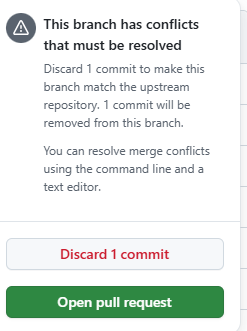 This branch has conflicts
that must be resolved
Discard 1 commit to make this
branch match the upstream
repository. 1 commit will be
removed from this branch.
You can resolve merge conflicts
using the command line and a
text editor.
Discard 1 commit
Open pull request